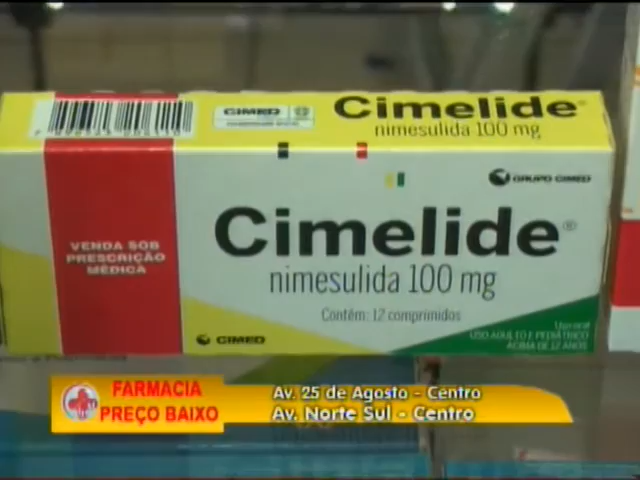 CIMED
Cimelide®
nimesulida 100 mg
GRUPO CIMED
Cimelide®
nimesulida 100 mg
Contém: 12 comprimidos
VENDA SOB
PRESCRIÇÃO
MÉDICA
CIMED
Uso oral
USO ADULTO E PEDIÁTRICO
ACIMA DE 12 ANOS
FARMACIA
PREÇO BAIXO
Av. 25 de Agosto - Centro
Av. Norte Sul - Centro